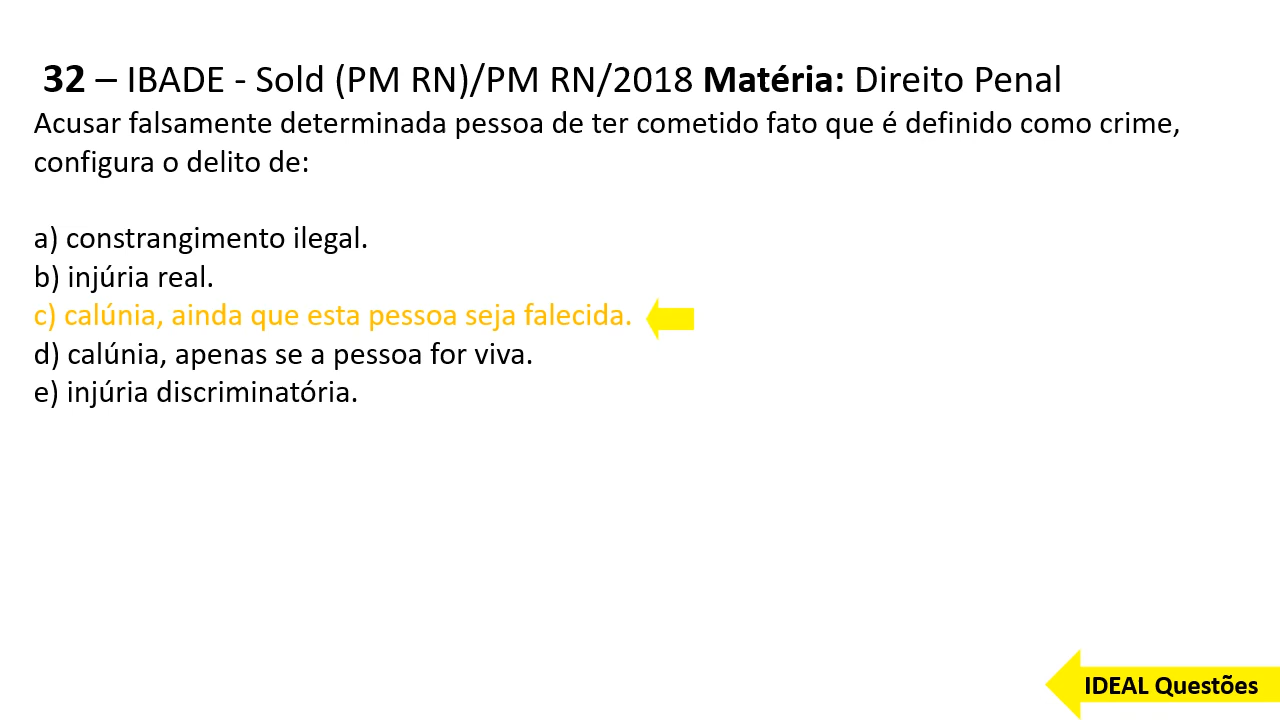 32 – IBADE - Sold (PM RN)/PM RN/2018 Matéria: Direito Penal
Acusar falsamente determinada pessoa de ter cometido fato que é definido como crime,
configura o delito de:
a) constrangimento ilegal.
b) injúria real.
c) calúnia, ainda que esta pessoa seja falecida.
d) calúnia, apenas se a pessoa for viva.
e) injúria discriminatória.
IDEAL Questões